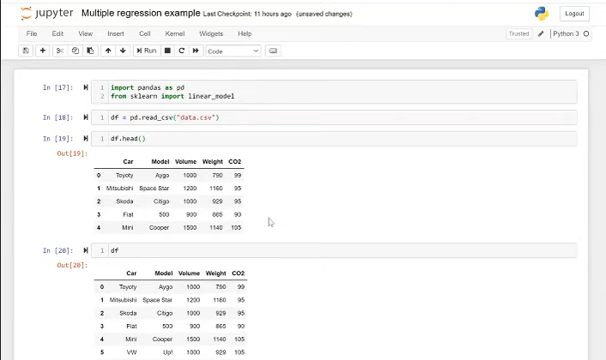 jupyter Multiple regression example Last Checkpoint: 11 hours ago (unsaved changes) Logout
File Edit View Insert Cell Kernel Widgets Help Trusted Python 3
Run Code
In [17]: 1 import pandas as pd
2 from sklearn import linear_model
In [18]: 1 df = pd.read_csv("data.csv")
In [19]: 1 df.head()
Out[19]:
Car Model Volume Weight CO2
0 Toyoty Aygo 1000 790 99
1 Mitsubishi Space Star 1200 1160 95
2 Skoda Citigo 1000 929 95
3 Fiat 500 900 865 90
4 Mini Cooper 1500 1140 105
In [20]: 1 df
Out[20]:
Car Model Volume Weight CO2
0 Toyoty Aygo 1000 790 99
1 Mitsubishi Space Star 1200 1160 95
2 Skoda Citigo 1000 929 95
3 Fiat 500 900 865 90
4 Mini Cooper 1500 1140 105
5 VW Up! 1000 929 105